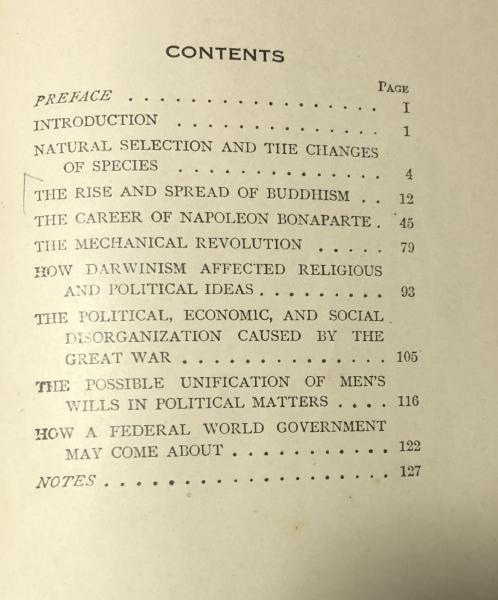 CONTENTS
Page
PREFACE . . . . . . . . . . . . . . . . . I
INTRODUCTION . . . . . . . . . . . . . 1
NATURAL SELECTION AND THE CHANGES
OF SPECIES . . . . . . . . . . . . . 4
THE RISE AND SPREAD OF BUDDHISM . . 12
THE CAREER OF NAPOLEON BONAPARTE . 45
THE MECHANICAL REVOLUTION . . . . . 79
HOW DARWINISM AFFECTED RELIGIOUS
AND POLITICAL IDEAS . . . . . . . . . 93
THE POLITICAL, ECONOMIC, AND SOCIAL
DISORGANIZATION CAUSED BY THE
GREAT WAR . . . . . . . . . . . . . . . 105
THE POSSIBLE UNIFICATION OF MEN'S
WILLS IN POLITICAL MATTERS . . . . 116
HOW A FEDERAL WORLD GOVERNMENT
MAY COME ABOUT . . . . . . . . . . . 122
NOTES . . . . . . . . . . . . . . . . . . 127